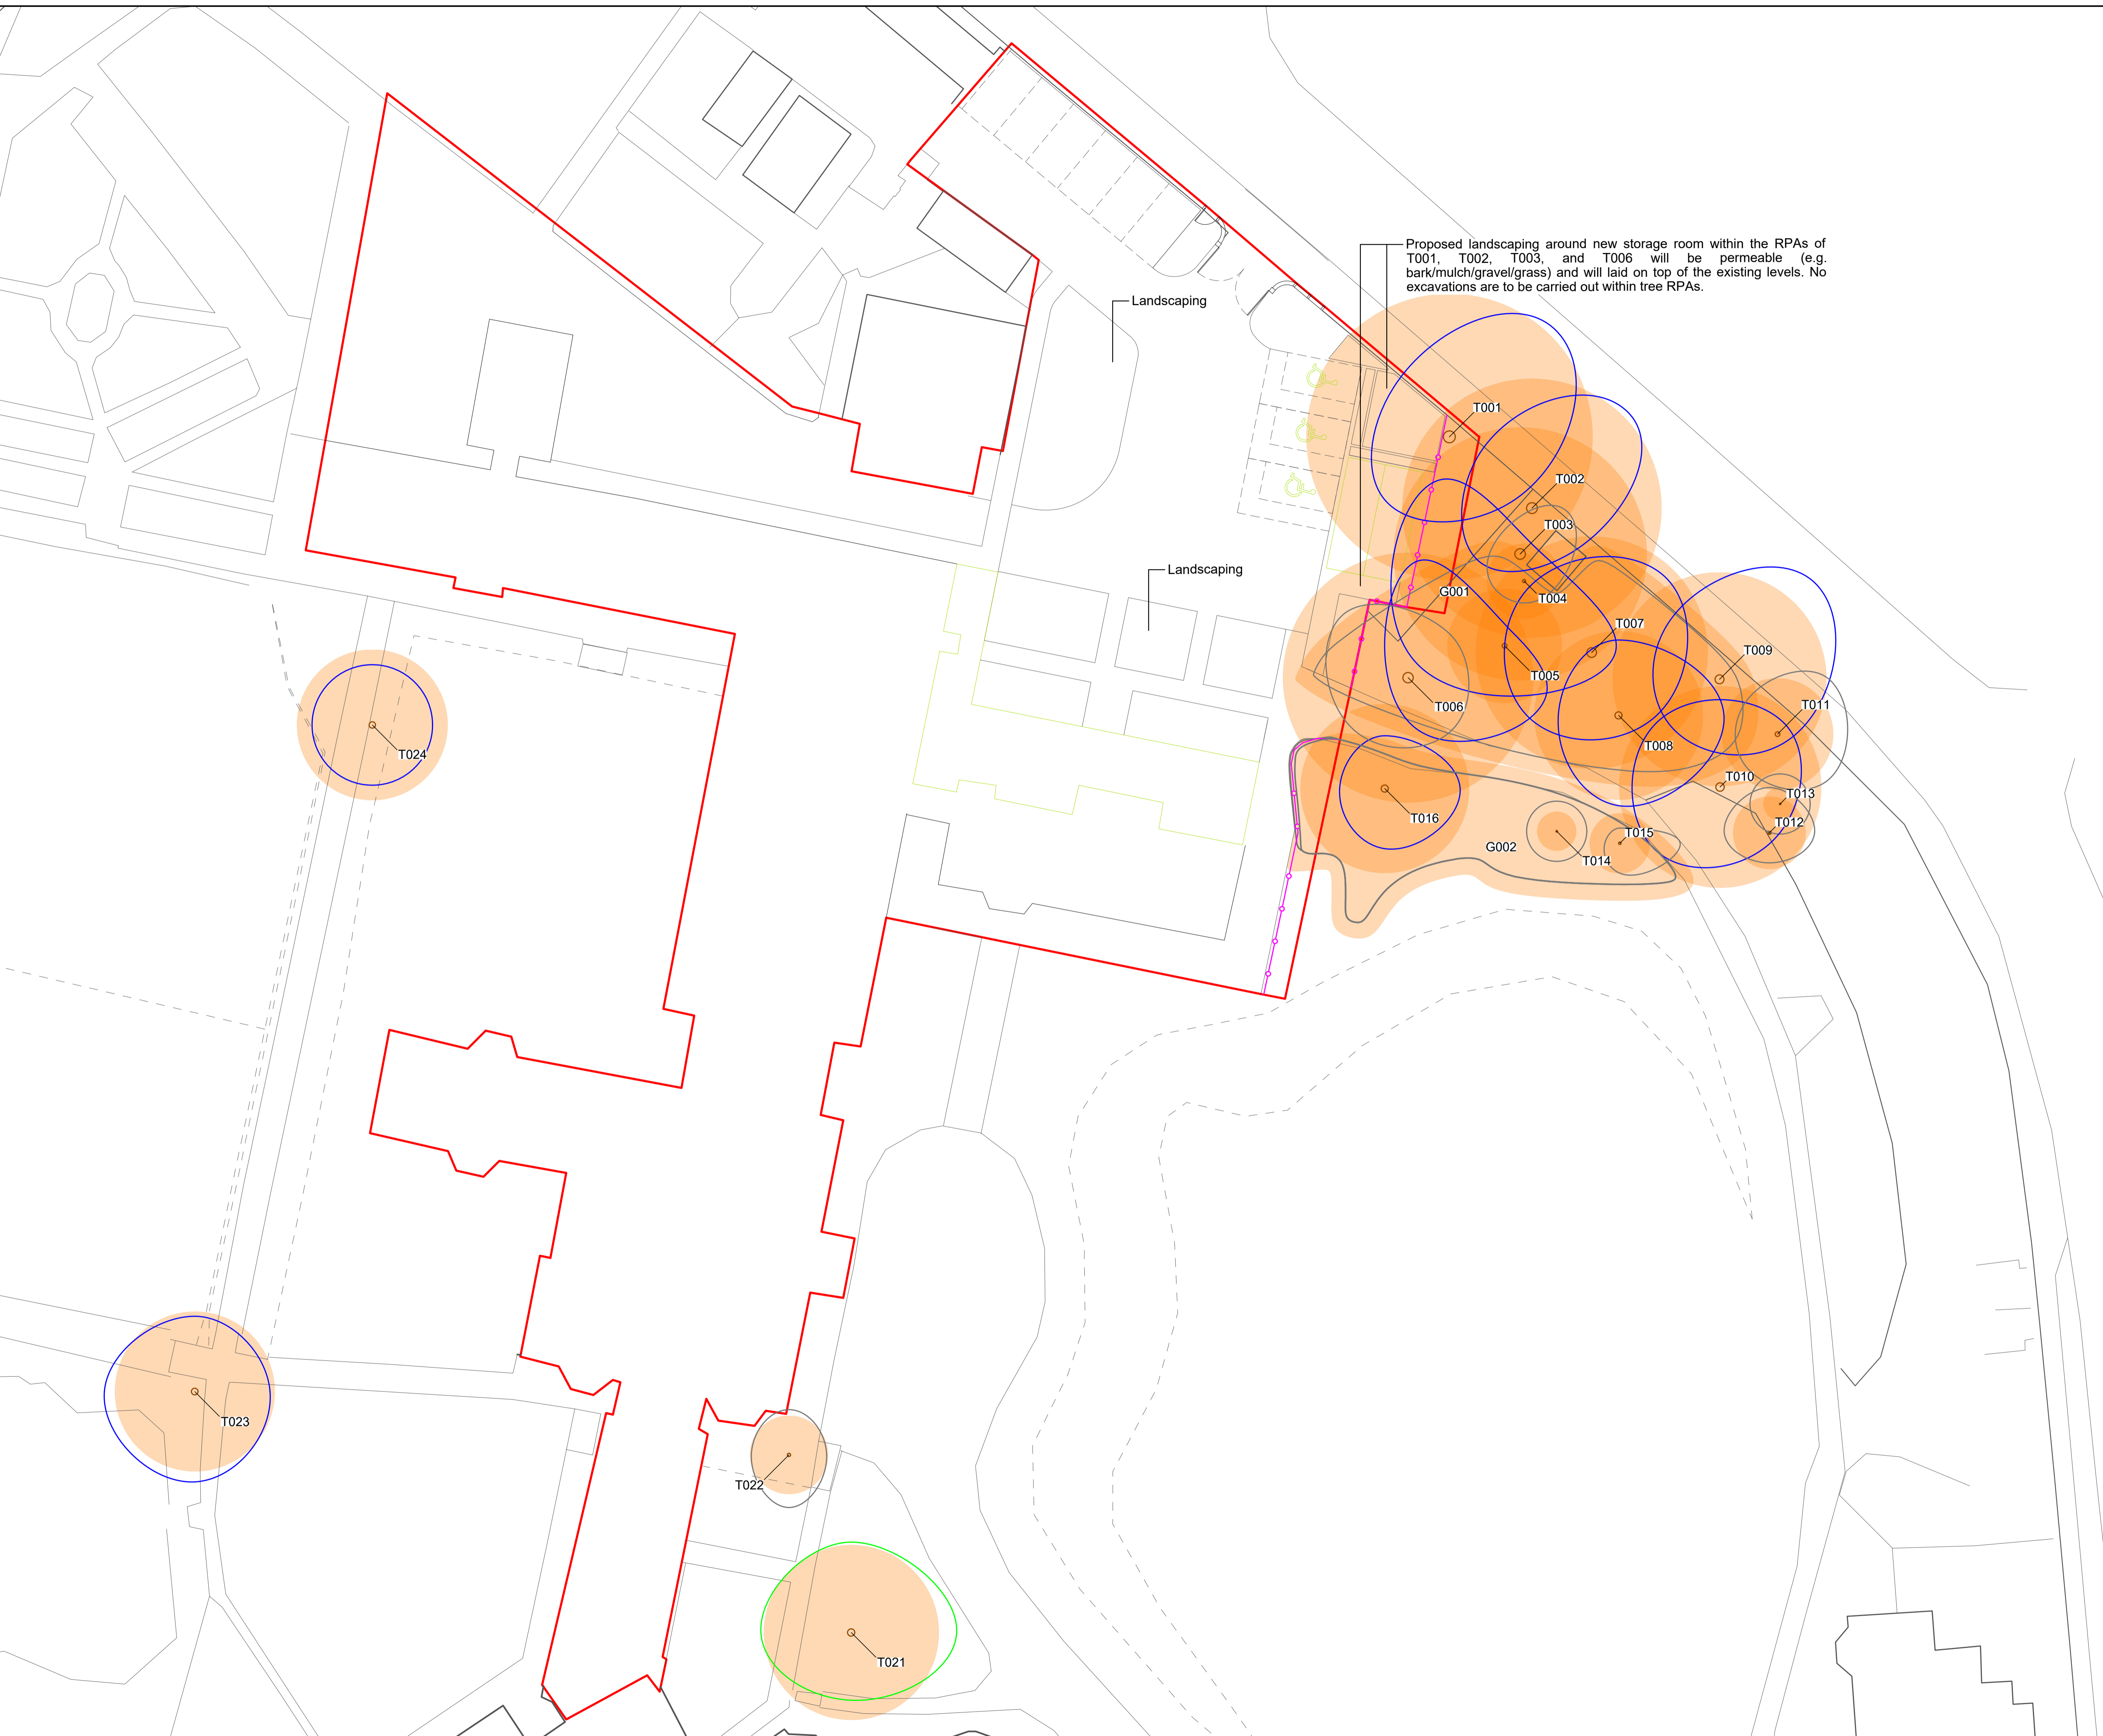 Proposed landscaping around new storage room within the RPAs of
T001, T002, T003, and T006 will be permeable (e.g.
bark/mulch/gravel/grass) and will laid on top of the existing levels. No
excavations are to be carried out within tree RPAs.
Landscaping
T001
T002
T003
Landscaping
G001
T004
T007
T009
T005
T006
T011
T008
T024
T010
T013
T016
T012
T015
G002
T014
T023
T022
T021